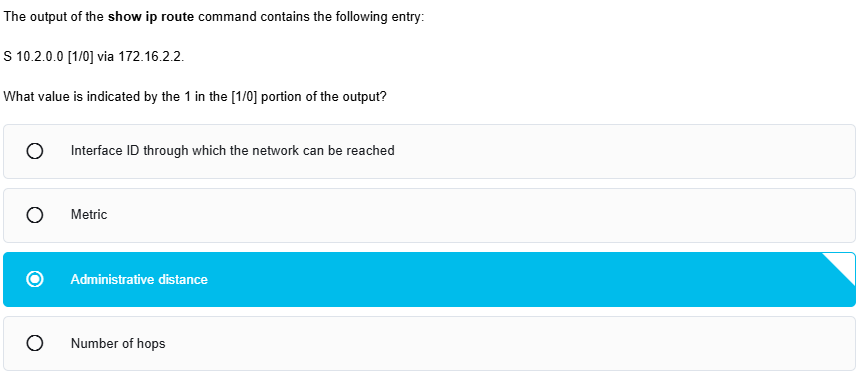 The output of the show ip route command contains the following entry:
S 10.2.0.0 [1/0] via 172.16.2.2.
What value is indicated by the 1 in the [1/0] portion of the output?
Interface ID through which the network can be reached
Metric
Administrative distance
Number of hops